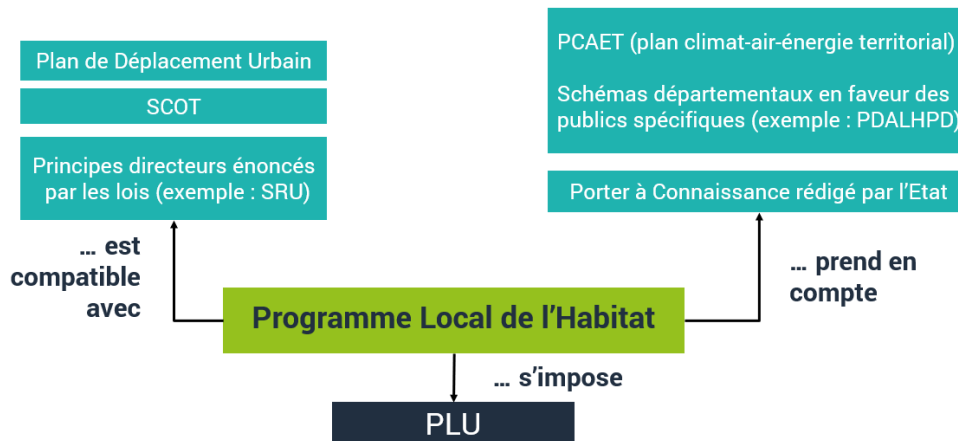 Plan de Déplacement Urbain
SCOT
Principes directeurs énoncés
par les lois (exemple : SRU)
PCAET (plan climat-air-énergie territorial)
Schémas départementaux en faveur des
publics spécifiques (exemple : PDALHPD)
Porter à Connaissance rédigé par l'Etat
... est
compatible
avec
... prend en
compte
Programme Local de l'Habitat
... s'impose
PLU